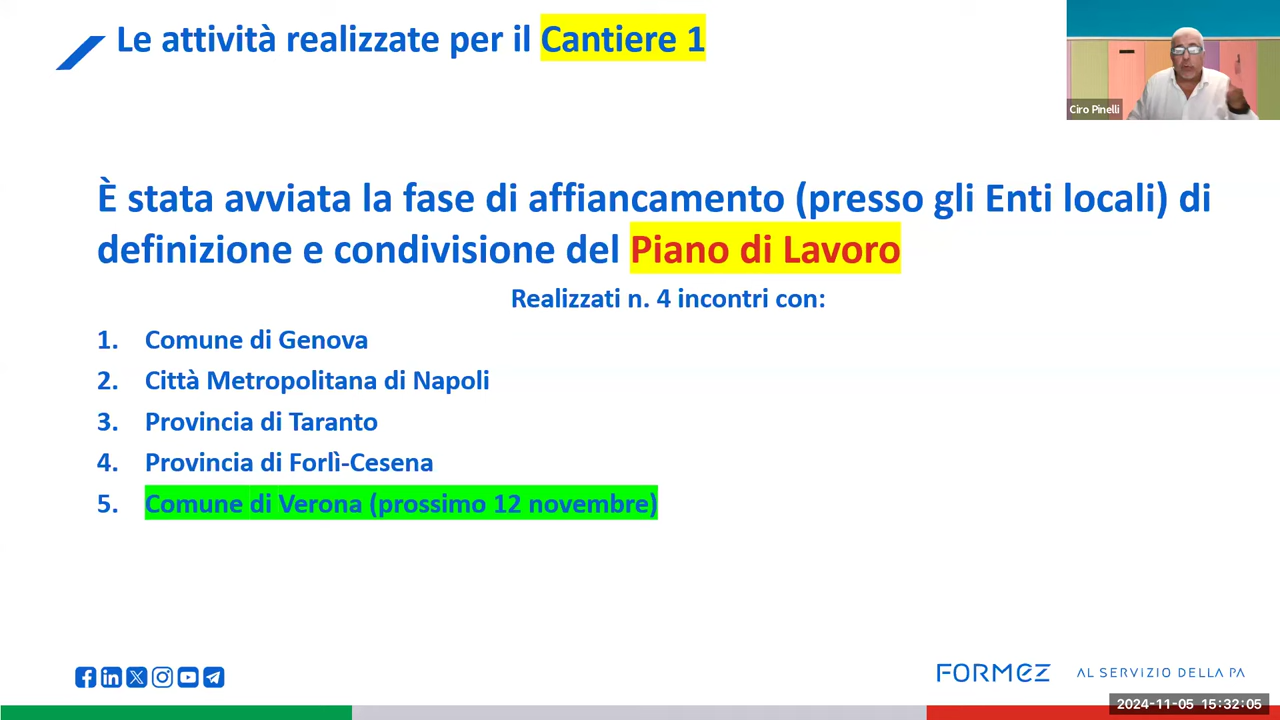 Le attività realizzate per il Cantiere 1
Ciro Pinelli
È stata avviata la fase di affiancamento (presso gli Enti locali) di
definizione e condivisione del Piano di Lavoro
Realizzati n. 4 incontri con:
1. Comune di Genova
2. Città Metropolitana di Napoli
3. Provincia di Taranto
4. Provincia di Forlì-Cesena
5. Comune di Verona (prossimo 12 novembre)
FORMEZ AL SERVIZIO DELLA PA
2024-11-05 15:32:05